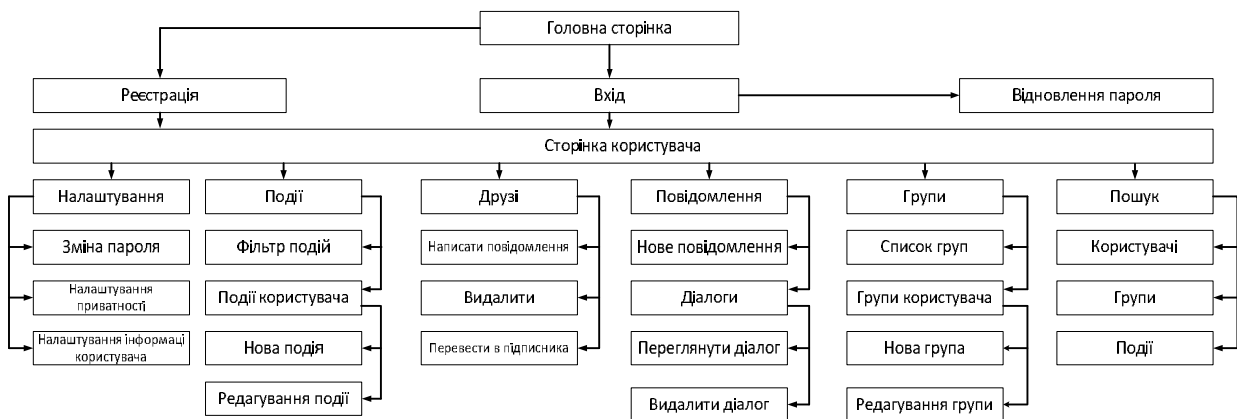 Головна сторінка
Реєстрація
Вхід
Відновлення пароля
Сторінка користувача
Налаштування
Події
Друзі
Повідомлення
Групи
Пошук
Зміна пароля
Фільтр подій
Написати повідомлення
Нове повідомлення
Список груп
Користувачі
Налаштування
приватності
Події користувача
Видалити
Діалоги
Групи користувача
Групи
Налаштування інформаці
користувача
Нова подія
Перевести в підписника
Переглянути діалог
Нова група
Події
Редагування події
Видалити діалог
Редагування групи